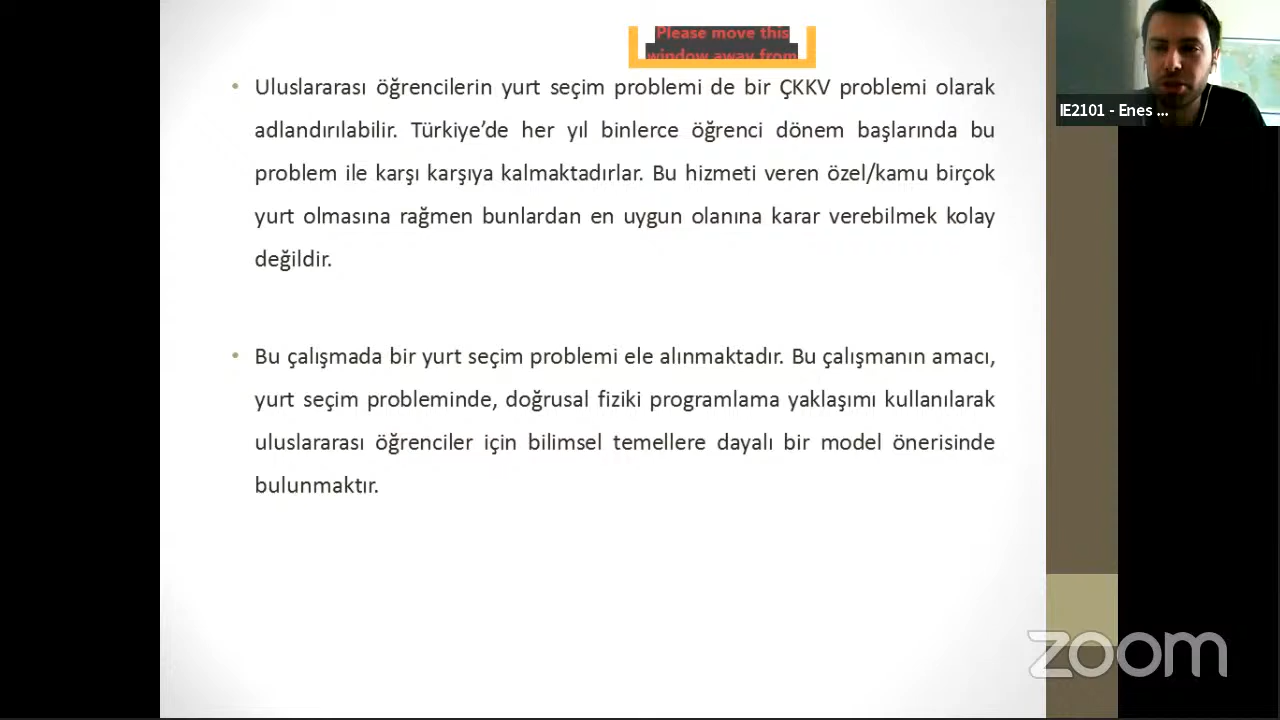 Please move this
window away from
IE2101 - Enes ...
• Uluslararası öğrencilerin yurt seçim problemi de bir ÇKKV problemi olarak
adlandırılabilir. Türkiye’de her yıl binlerce öğrenci dönem başlarında bu
problem ile karşı karşıya kalmaktadırlar. Bu hizmeti veren özel/kamu birçok
yurt olmasına rağmen bunlardan en uygun olanına karar verebilmek kolay
değildir.
• Bu çalışmada bir yurt seçim problemi ele alınmaktadır. Bu çalışmanın amacı,
yurt seçim probleminde, doğrusal fiziki programlama yaklaşımı kullanılarak
uluslararası öğrenciler için bilimsel temellere dayalı bir model önerisinde
bulunmaktır.
zoom